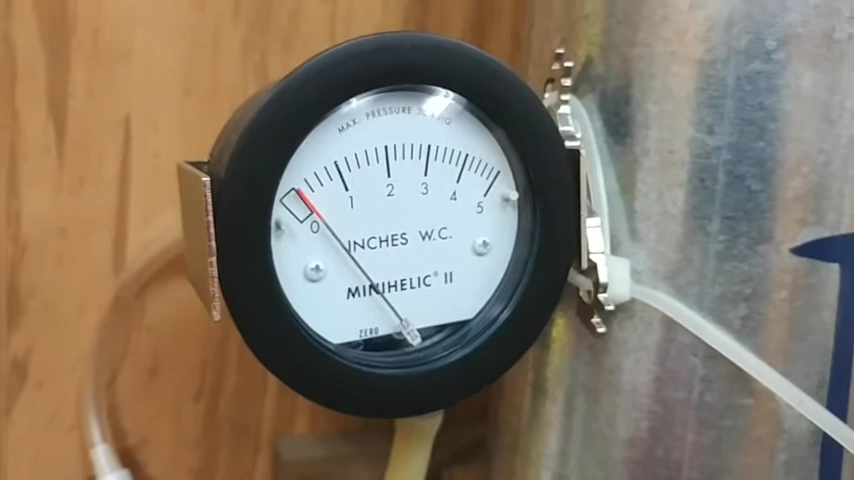 MAX. PRESSURE
0 1 2 3 4 5
INCHES W.C.
MINIHELIC® II
ZERO